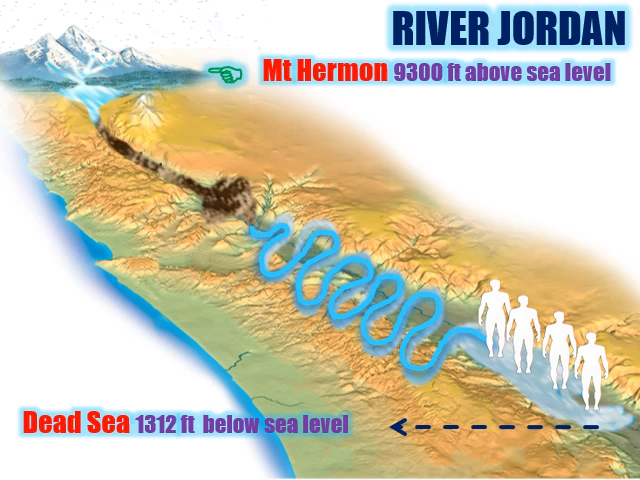 RIVER JORDAN
Mt Hermon 9300 ft above sea level
Dead Sea 1312 ft below sea level